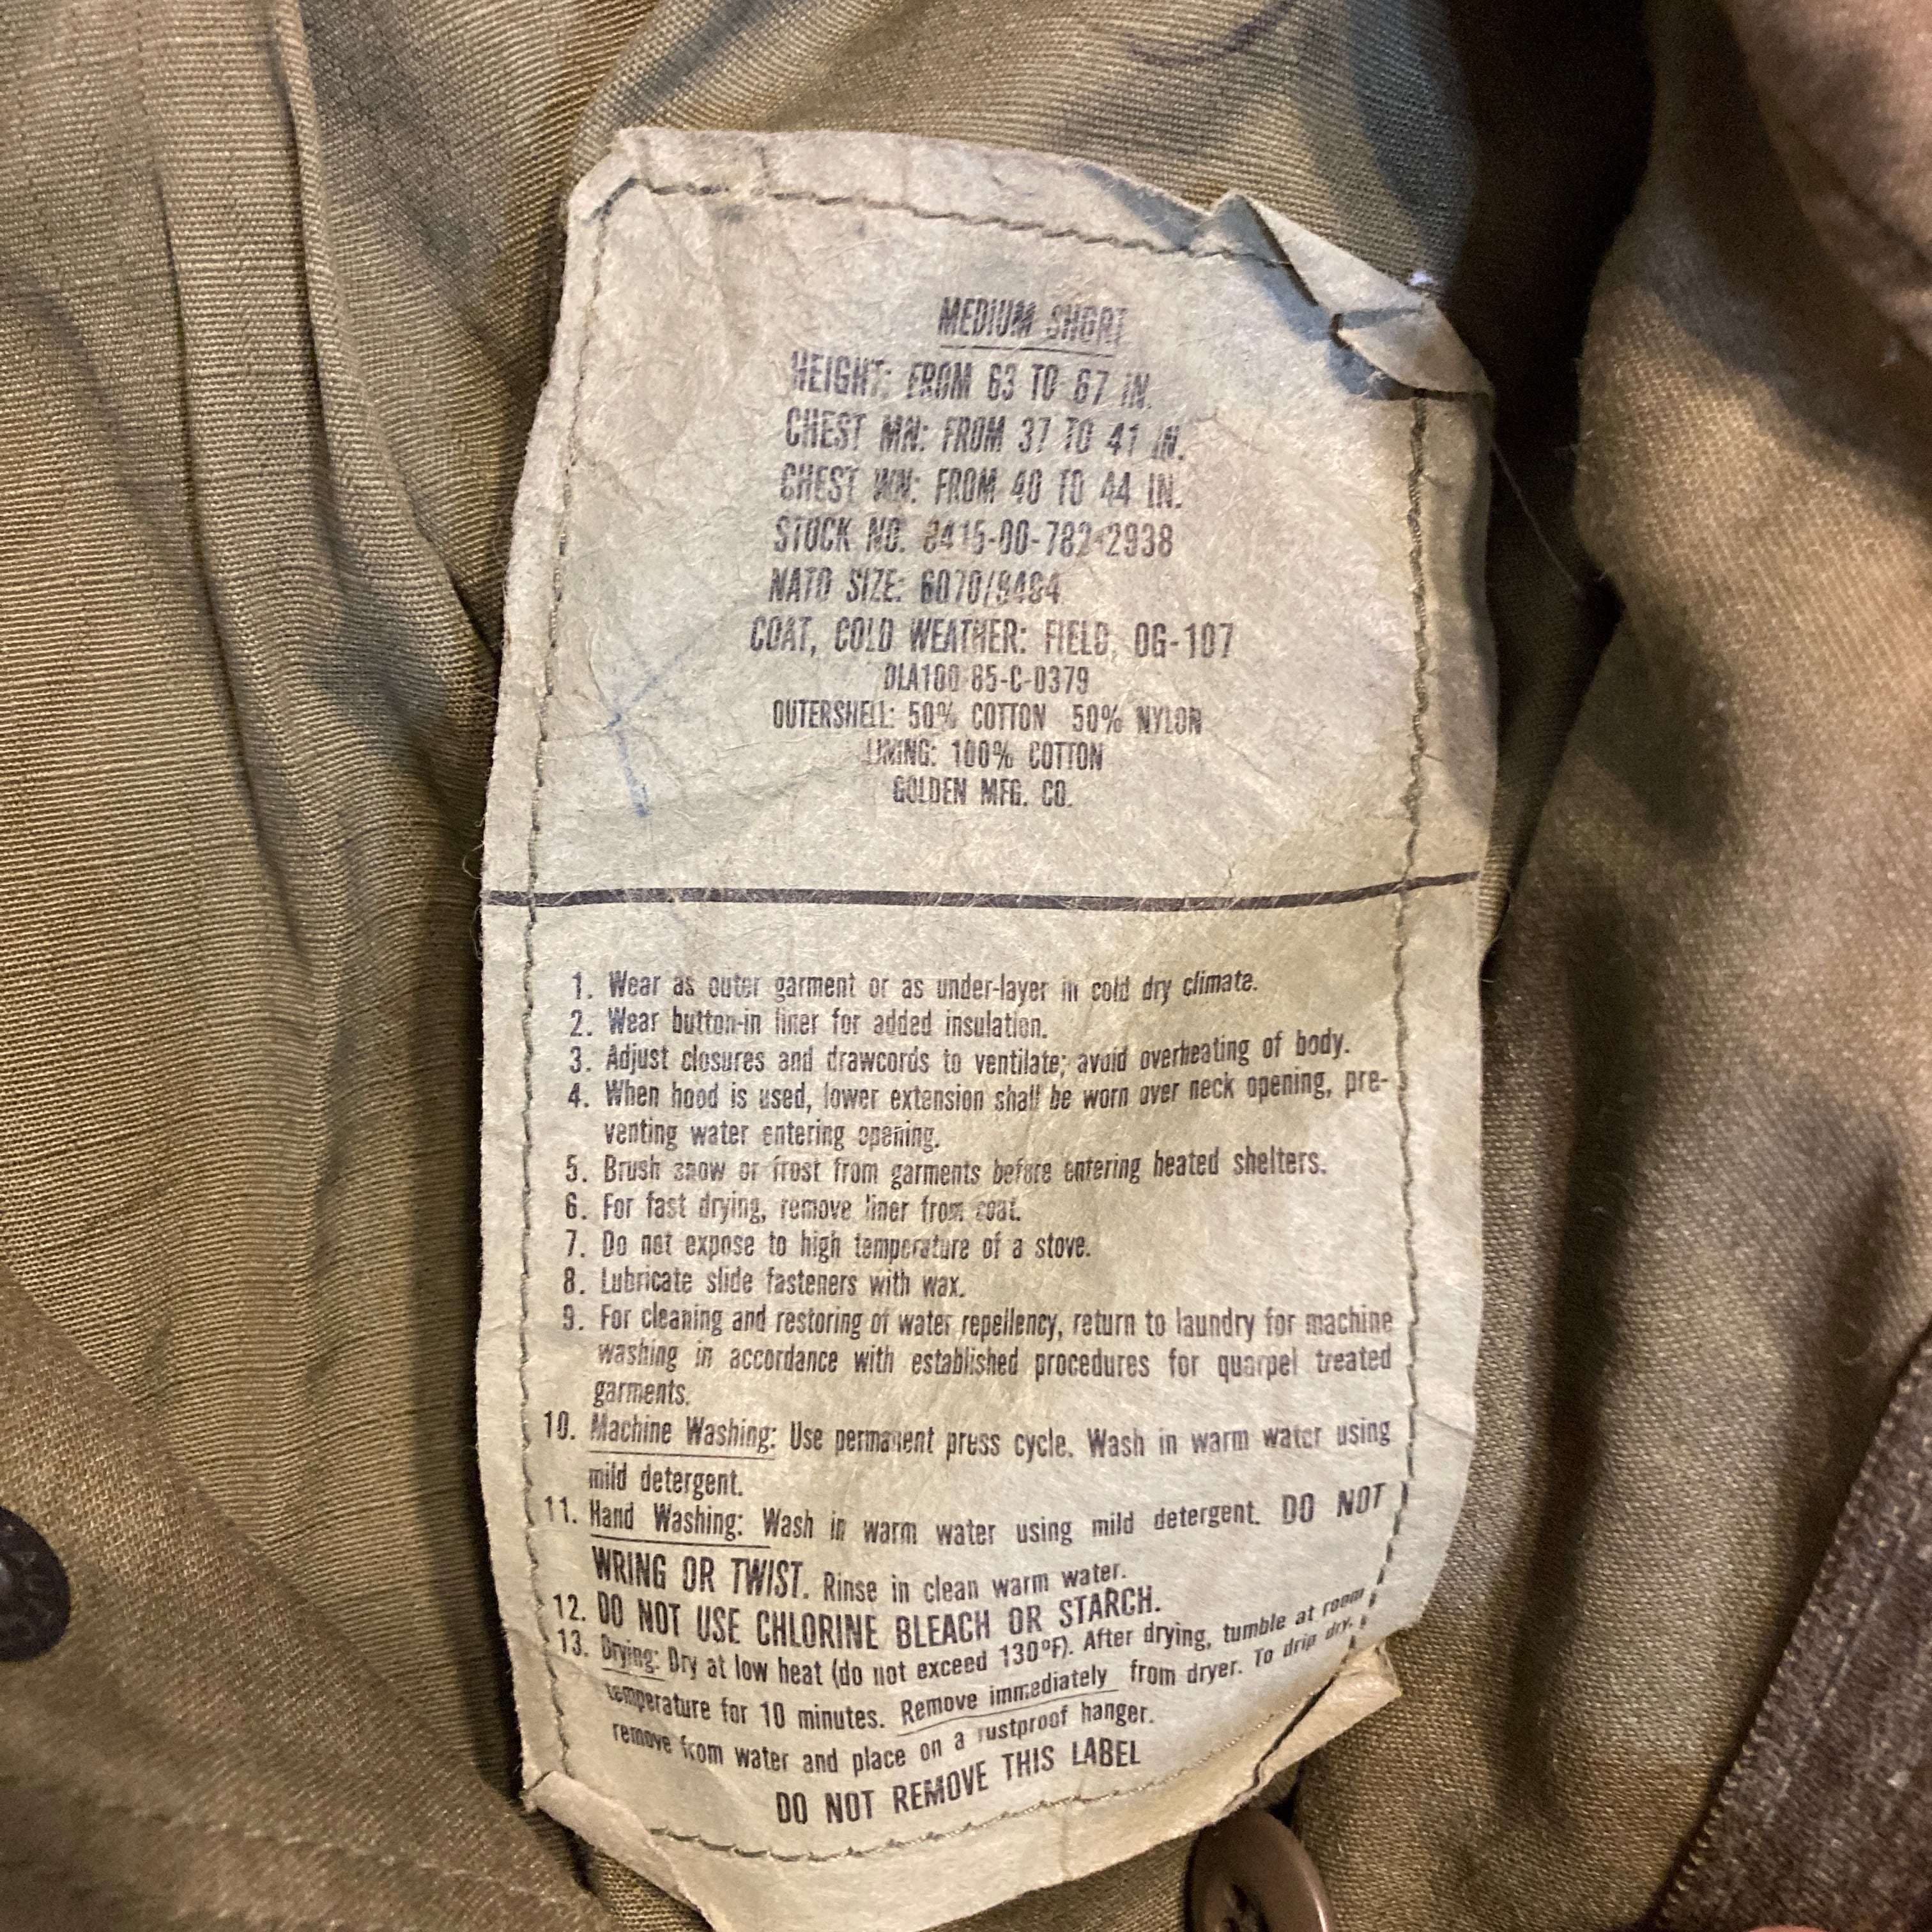 MEDIUM SHORT
HEIGHT: FROM 63 TO 67 IN.
CHEST MN: FROM 37 TO 41 IN.
CHEST WN: FROM 40 TO 44 IN.
STOCK NO. 8415-00-782-2938
NATO SIZE: 6070/9404
COAT, COLD WEATHER: FIELD, OG-107
DLA100-85-C-0379
OUTERSHELL: 50% COTTON 50% NYLON
LINING: 100% COTTON
GOLDEN MFG. CO.
1. Wear as outer garment or as under-layer in cold dry climate.
2. Wear button-in liner for added insulation.
3. Adjust closures and drawcords to ventilate; avoid overheating of body.
4. When hood is used, lower extension shall be worn over neck opening, pre-
venting water entering opening.
5. Brush snow or frost from garments before entering heated shelters.
6. For fast drying, remove liner from coat.
7. Do not expose to high temperature of a stove.
8. Lubricate slide fasteners with wax.
9. For cleaning and restoring of water repellency, return to laundry for machine
washing in accordance with established procedures for quarpel treated
garments.
10. Machine Washing: Use permanent press cycle. Wash in warm water using
mild detergent.
11. Hand Washing: Wash in warm water using mild detergent. DO NOT
WRING OR TWIST. Rinse in clean warm water.
12. DO NOT USE CHLORINE BLEACH OR STARCH.
13. Drying: Dry at low heat (do not exceed 130°F). After drying, tumble at room
temperature for 10 minutes. Remove immediately from dryer. To drip dry,
remove from water and place on a rustproof hanger.
DO NOT REMOVE THIS LABEL